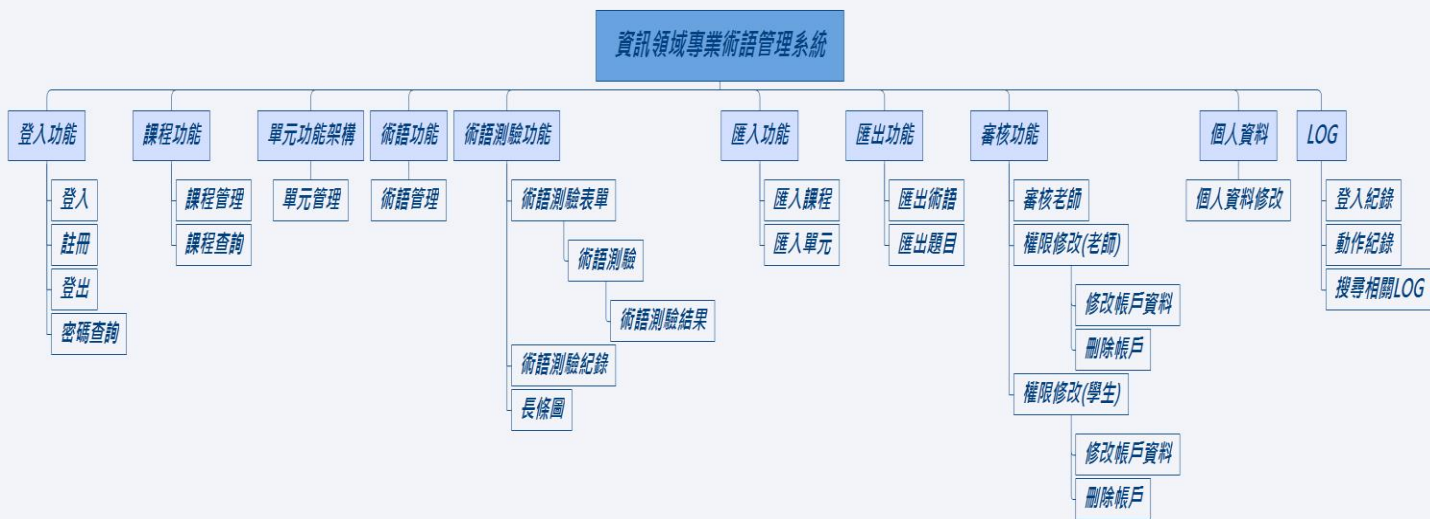 資訊領域專業術語管理系統
登入功能
登入
註冊
登出
密碼查詢
課程功能
課程管理
課程查詢
單元功能架構
單元管理
術語功能
術語管理
術語測驗功能
術語測驗表單
術語測驗
術語測驗結果
術語測驗紀錄
長條圖
匯入功能
匯入課程
匯入單元
匯出功能
匯出術語
匯出題目
審核功能
審核老師
權限修改(老師)
修改帳戶資料
刪除帳戶
權限修改(學生)
修改帳戶資料
刪除帳戶
個人資料
個人資料修改
LOG
登入紀錄
動作紀錄
搜尋相關LOG